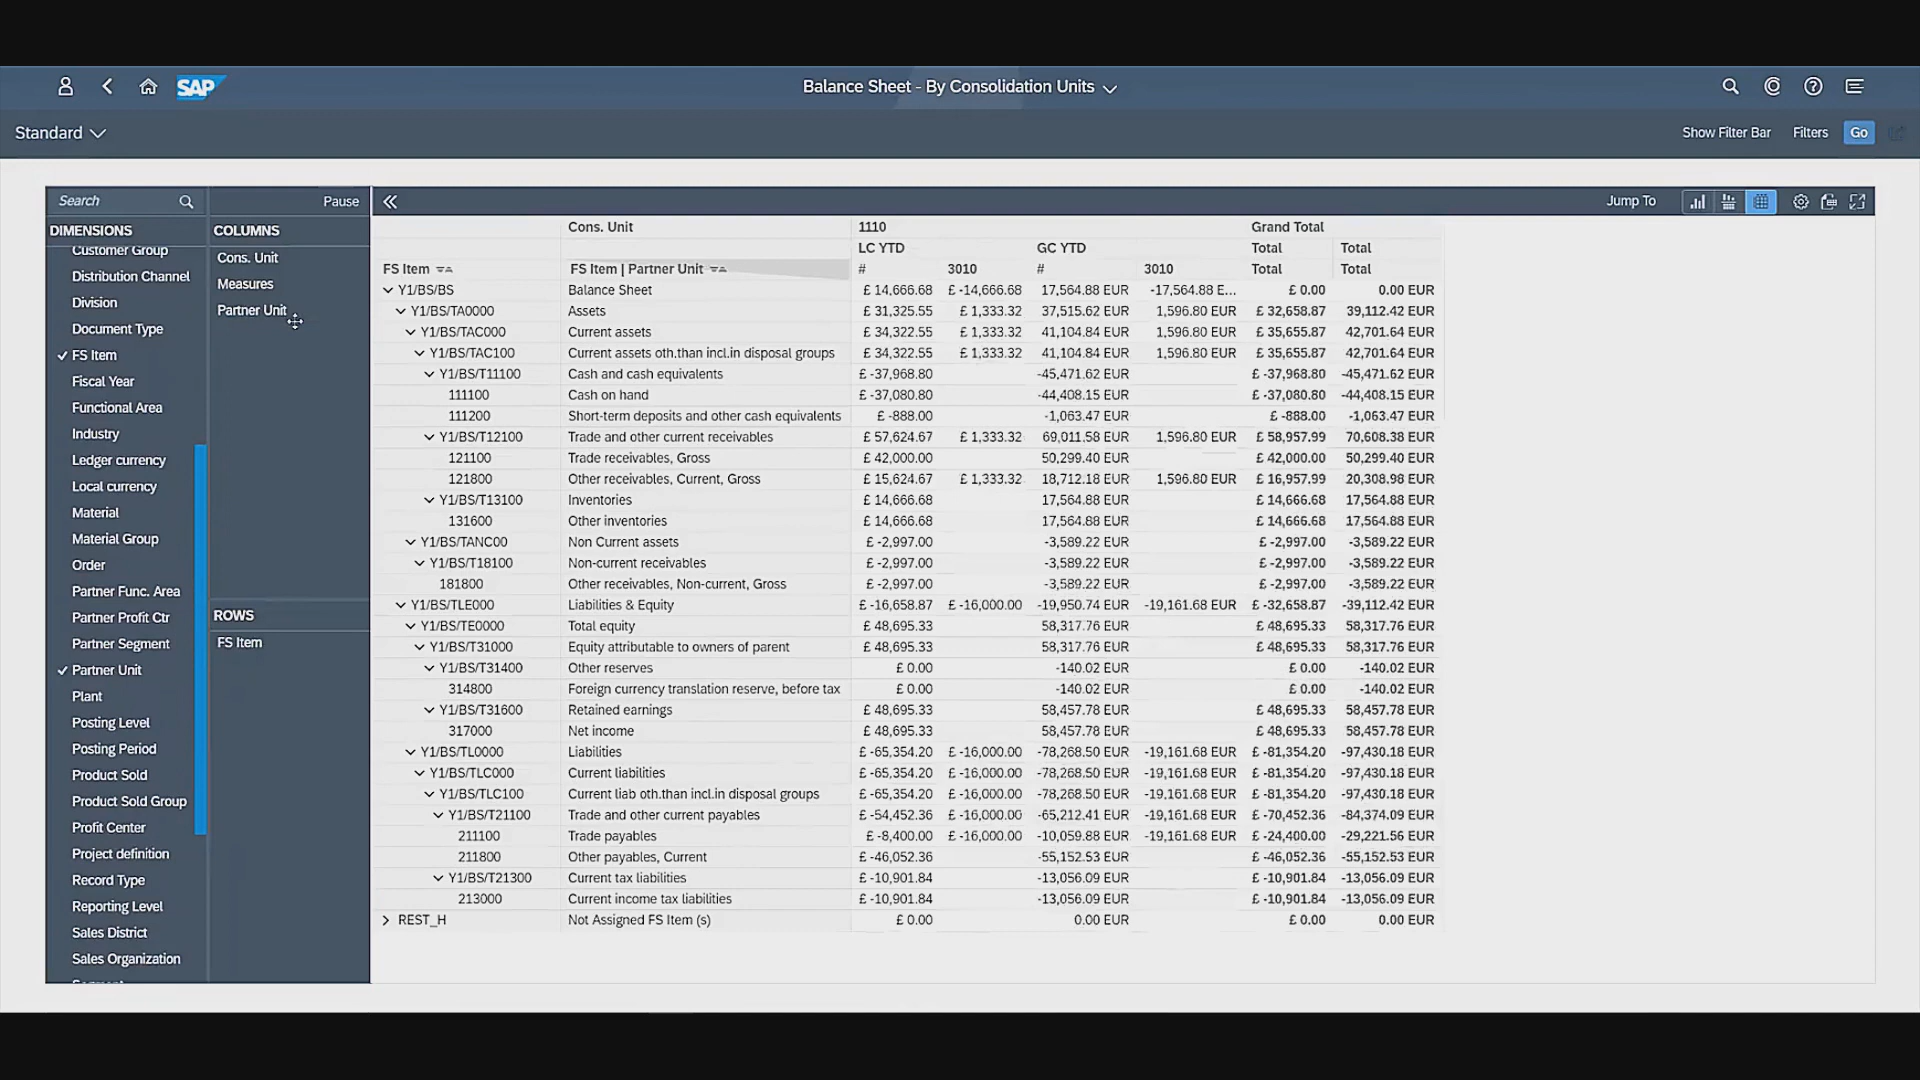 SAP
Balance Sheet - By Consolidation Units
Standard
Show Filter Bar Filters Go
Search
Pause
Jump To
DIMENSIONS
Customer Group
Distribution Channel
Division
Document Type
FS Item
Fiscal Year
Functional Area
Industry
Ledger currency
Local currency
Material
Material Group
Order
Partner Func. Area
Partner Profit Ctr
Partner Segment
Partner Unit
Plant
Posting Level
Posting Period
Product Sold
Product Sold Group
Profit Center
Project definition
Record Type
Reporting Level
Sales District
Sales Organization
COLUMNS
Cons. Unit
Measures
Partner Unit
ROWS
FS Item
Cons. Unit 1110 Grand Total
LC YTD GC YTD Total Total
FS Item FS Item | Partner Unit # 3010 # 3010 Total Total
Y1/BS/BS Balance Sheet £ 14,666.68 £ -14,666.68 17,564.88 EUR -17,564.88 E... £ 0.00 0.00 EUR
Y1/BS/TA0000 Assets £ 31,325.55 £ 1,333.32 37,515.62 EUR 1,596.80 EUR £ 32,658.87 39,112.42 EUR
Y1/BS/TAC000 Current assets £ 34,322.55 £ 1,333.32 41,104.84 EUR 1,596.80 EUR £ 35,655.87 42,701.64 EUR
Y1/BS/TAC100 Current assets oth.than incl.in disposal groups £ 34,322.55 £ 1,333.32 41,104.84 EUR 1,596.80 EUR £ 35,655.87 42,701.64 EUR
Y1/BS/T11100 Cash and cash equivalents £ -37,968.80 -45,471.62 EUR £ -37,968.80 -45,471.62 EUR
111100 Cash on hand £ -37,080.80 -44,408.15 EUR £ -37,080.80 -44,408.15 EUR
111200 Short-term deposits and other cash equivalents £ -888.00 -1,063.47 EUR £ -888.00 -1,063.47 EUR
Y1/BS/T12100 Trade and other current receivables £ 57,624.67 £ 1,333.32 69,011.58 EUR 1,596.80 EUR £ 58,957.99 70,608.38 EUR
121100 Trade receivables, Gross £ 42,000.00 50,299.40 EUR £ 42,000.00 50,299.40 EUR
121800 Other receivables, Current, Gross £ 15,624.67 £ 1,333.32 18,712.18 EUR 1,596.80 EUR £ 16,957.99 20,308.98 EUR
Y1/BS/T13100 Inventories £ 14,666.68 17,564.88 EUR £ 14,666.68 17,564.88 EUR
131600 Other inventories £ 14,666.68 17,564.88 EUR £ 14,666.68 17,564.88 EUR
Y1/BS/TANC00 Non Current assets £ -2,997.00 -3,589.22 EUR £ -2,997.00 -3,589.22 EUR
Y1/BS/T18100 Non-current receivables £ -2,997.00 -3,589.22 EUR £ -2,997.00 -3,589.22 EUR
181800 Other receivables, Non-current, Gross £ -2,997.00 -3,589.22 EUR £ -2,997.00 -3,589.22 EUR
Y1/BS/TLE000 Liabilities & Equity £ -16,658.87 £ -16,000.00 -19,950.74 EUR -19,161.68 EUR £ -32,658.87 -39,112.42 EUR
Y1/BS/TE0000 Total equity £ 48,695.33 58,317.76 EUR £ 48,695.33 58,317.76 EUR
Y1/BS/T31000 Equity attributable to owners of parent £ 48,695.33 58,317.76 EUR £ 48,695.33 58,317.76 EUR
Y1/BS/T31400 Other reserves £ 0.00 -140.02 EUR £ 0.00 -140.02 EUR
314800 Foreign currency translation reserve, before tax £ 0.00 -140.02 EUR £ 0.00 -140.02 EUR
Y1/BS/T31600 Retained earnings £ 48,695.33 58,457.78 EUR £ 48,695.33 58,457.78 EUR
317000 Net income £ 48,695.33 58,457.78 EUR £ 48,695.33 58,457.78 EUR
Y1/BS/TL0000 Liabilities £ -65,354.20 £ -16,000.00 -78,268.50 EUR -19,161.68 EUR £ -81,354.20 -97,430.18 EUR
Y1/BS/TLC000 Current liabilities £ -65,354.20 £ -16,000.00 -78,268.50 EUR -19,161.68 EUR £ -81,354.20 -97,430.18 EUR
Y1/BS/TLC100 Current liab oth.than incl.in disposal groups £ -65,354.20 £ -16,000.00 -78,268.50 EUR -19,161.68 EUR £ -81,354.20 -97,430.18 EUR
Y1/BS/T21100 Trade and other current payables £ -54,452.36 £ -16,000.00 -65,212.41 EUR -19,161.68 EUR £ -70,452.36 -84,374.09 EUR
211100 Trade payables £ -8,400.00 £ -16,000.00 -10,059.88 EUR -19,161.68 EUR £ -24,400.00 -29,221.56 EUR
211800 Other payables, Current £ -46,052.36 -55,152.53 EUR £ -46,052.36 -55,152.53 EUR
Y1/BS/T21300 Current tax liabilities £ -10,901.84 -13,056.09 EUR £ -10,901.84 -13,056.09 EUR
213000 Current income tax liabilities £ -10,901.84 -13,056.09 EUR £ -10,901.84 -13,056.09 EUR
REST_H Not Assigned FS Item (s) £ 0.00 0.00 EUR £ 0.00 0.00 EUR